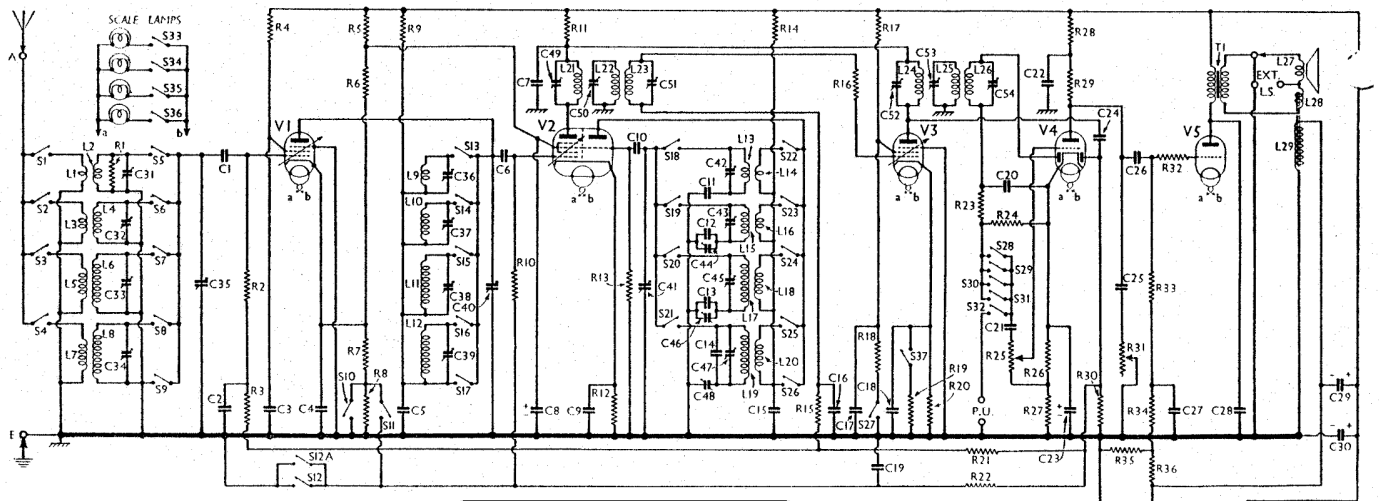 SCALE LAMPS
S33
S34
S35
S36
a b
A
E
S1
S2
S3
S4
L1
L2
R1
C31
L3
L4
C32
L5
L6
C33
L7
L8
C34
S5
S6
S7
S8
S9
C35
C1
R2
R3
C2
C3
R4
V1
a b
C4
R5
R6
R7
R8
S10
S11
S12A
S12
R9
C5
L9
L10
L11
L12
C36
C37
C38
C39
S13
S14
S15
S16
S17
C40
C6
R10
C7
C8
C9
R11
C49
L21
C50
L22
L23
C51
V2
a b
R12
R13
C10
C41
S18
S19
S20
S21
C11
C12
C13
C14
C42
C43
C44
C45
C46
C47
C48
L13
L14
L15
L16
L17
L18
L19
L20
S22
S23
S24
S25
S26
R14
C15
R15
C16
C17
R16
R17
R18
S27
C18
C19
S37
R19
R20
V3
a b
L24
C52
C53
L25
L26
C54
R21
R22
R23
R24
C20
S28
S29
S30
S31
S32
C21
R25
P.U.
R26
R27
C22
R28
R29
V4
a b
C23
C24
R30
C25
R31
C26
R32
R33
R34
R35
R36
C27
V5
a b
C28
T1
EXT.
L.S.
L27
L28
L29
C29
C30
- +
- +